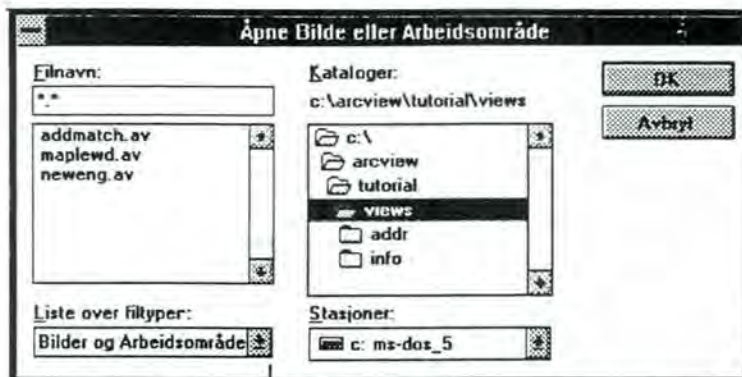 Åpne Bilde eller Arbeidsområde
Filnavn:
*.*
addmatch.av
maplewd.av
neweng.av
Liste over filtyper:
Bilder og Arbeidsområde
Kataloger:
c:\arcview\tutorial\views
c:\
arcview
tutorial
views
addr
info
Stasjoner:
c: ms-dos_5
OK
Avbryt